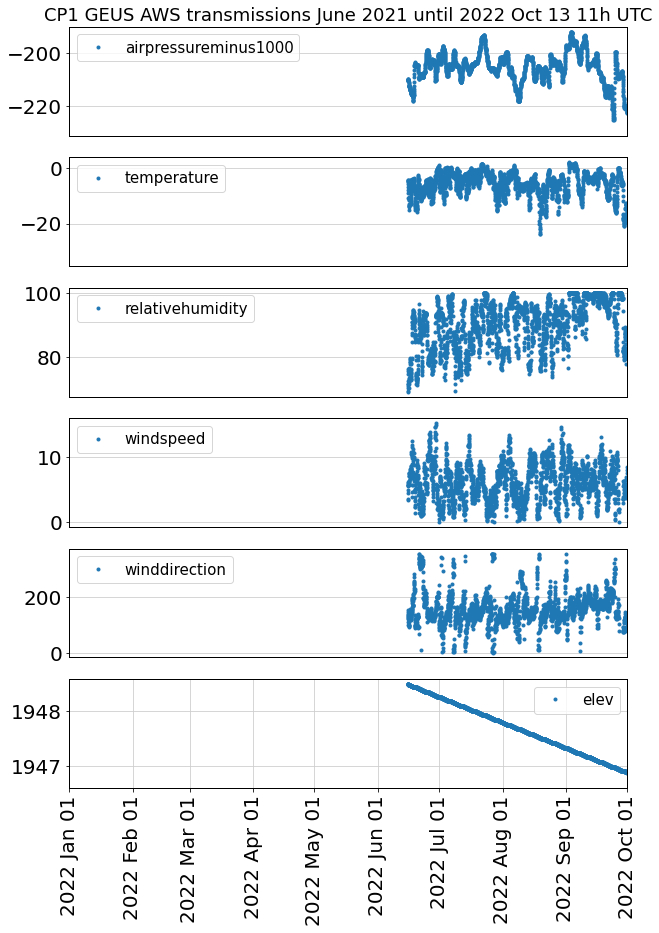 CP1 GEUS AWS transmissions June 2021 until 2022 Oct 13 11h UTC
airpressureminus1000
−200
−220
temperature
0
−20
relativehumidity
100
80
windspeed
10
0
winddirection
200
0
elev
1948
1947
2022 Jan 01
2022 Feb 01
2022 Mar 01
2022 Apr 01
2022 May 01
2022 Jun 01
2022 Jul 01
2022 Aug 01
2022 Sep 01
2022 Oct 01